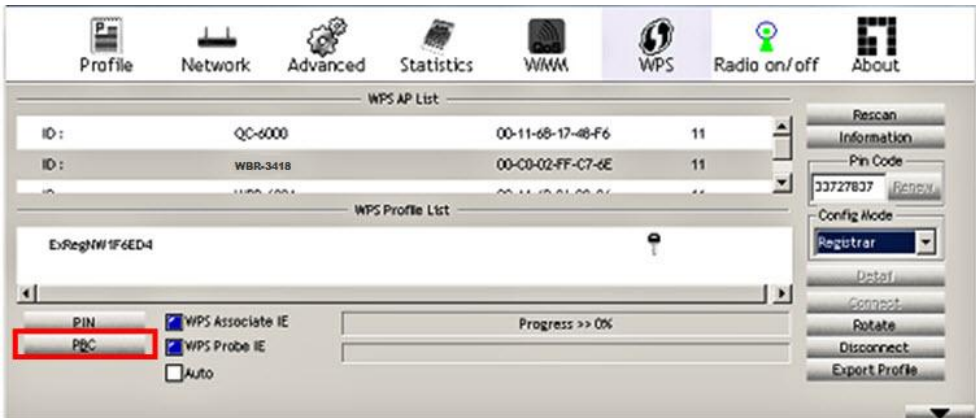 Profile Network Advanced Statistics QoS WMM WPS Radio on/off About
WPS AP List
ID : QC-6000 00-11-6B-17-48-F6 11
ID : WBR-3418 00-C0-02-FF-C7-6E 11
WPS Profile List
ExRegNW1F6ED4
PIN
PBC
WPS Associate IE
WPS Probe IE
Auto
Progress >> 0%
Rescan
Information
Pin Code
33727837 Renew
Config Mode
Registrar
Detail
Connect
Rotate
Disconnect
Export Profile